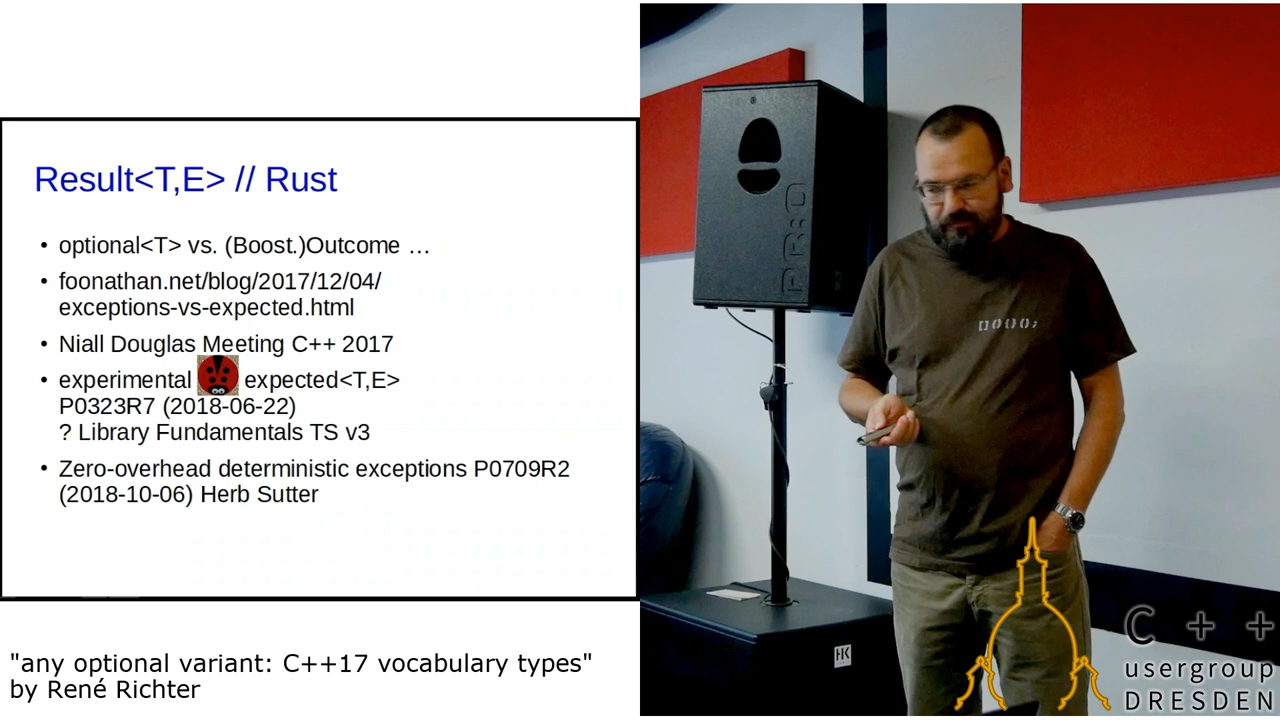 Result<T,E> // Rust
• optional<T> vs. (Boost.)Outcome …
• foonathan.net/blog/2017/12/04/
exceptions-vs-expected.html
• Niall Douglas Meeting C++ 2017
• experimental expected<T,E>
P0323R7 (2018-06-22)
? Library Fundamentals TS v3
• Zero-overhead deterministic exceptions P0709R2
(2018-10-06) Herb Sutter
"any optional variant: C++17 vocabulary types"
by René Richter
PR:O
HK
C ++
usergroup
DRESDEN